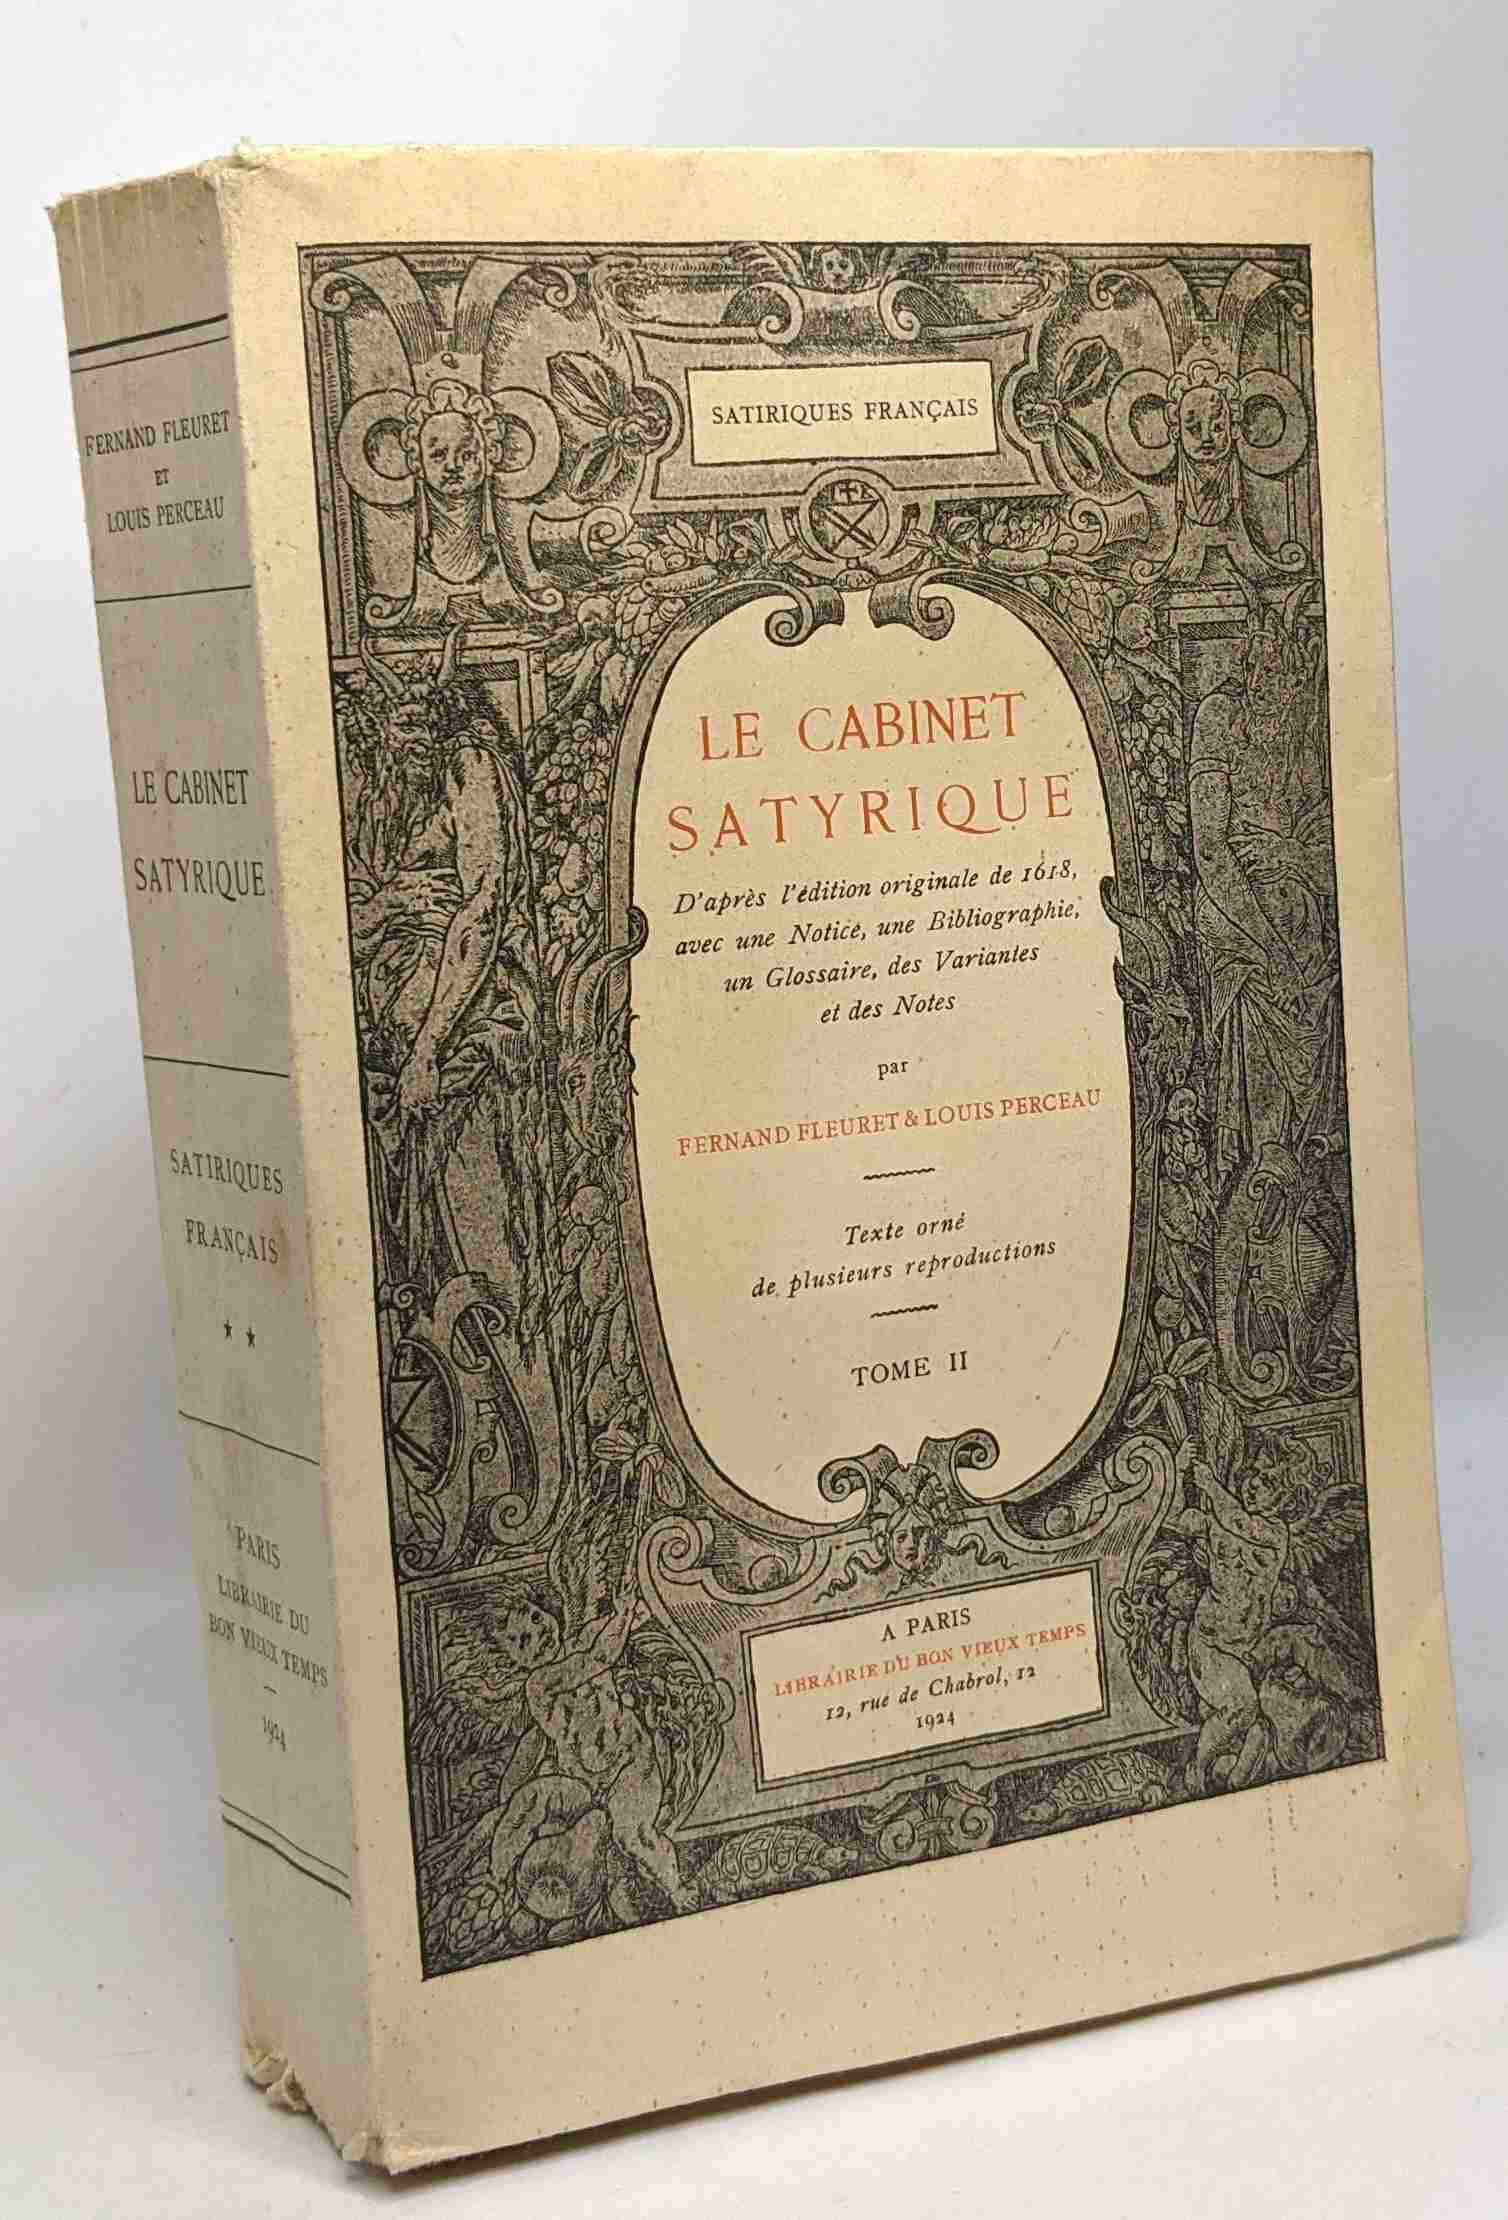 FERNAND FLEURET
ET
LOUIS PERCEAU
LE CABINET
SATYRIQUE
SATIRIQUES
FRANÇAIS
★ ★
PARIS
LIBRAIRIE DU
BON VIEUX TEMPS
—
1924
SATIRIQUES FRANÇAIS
LE CABINET
SATYRIQUE
D'après l'édition originale de 1618,
avec une Notice, une Bibliographie,
un Glossaire, des Variantes
et des Notes
par
FERNAND FLEURET & LOUIS PERCEAU
Texte orné
de plusieurs reproductions
TOME II
A PARIS
LIBRAIRIE DU BON VIEUX TEMPS
12, rue de Chabrol, 12
1924